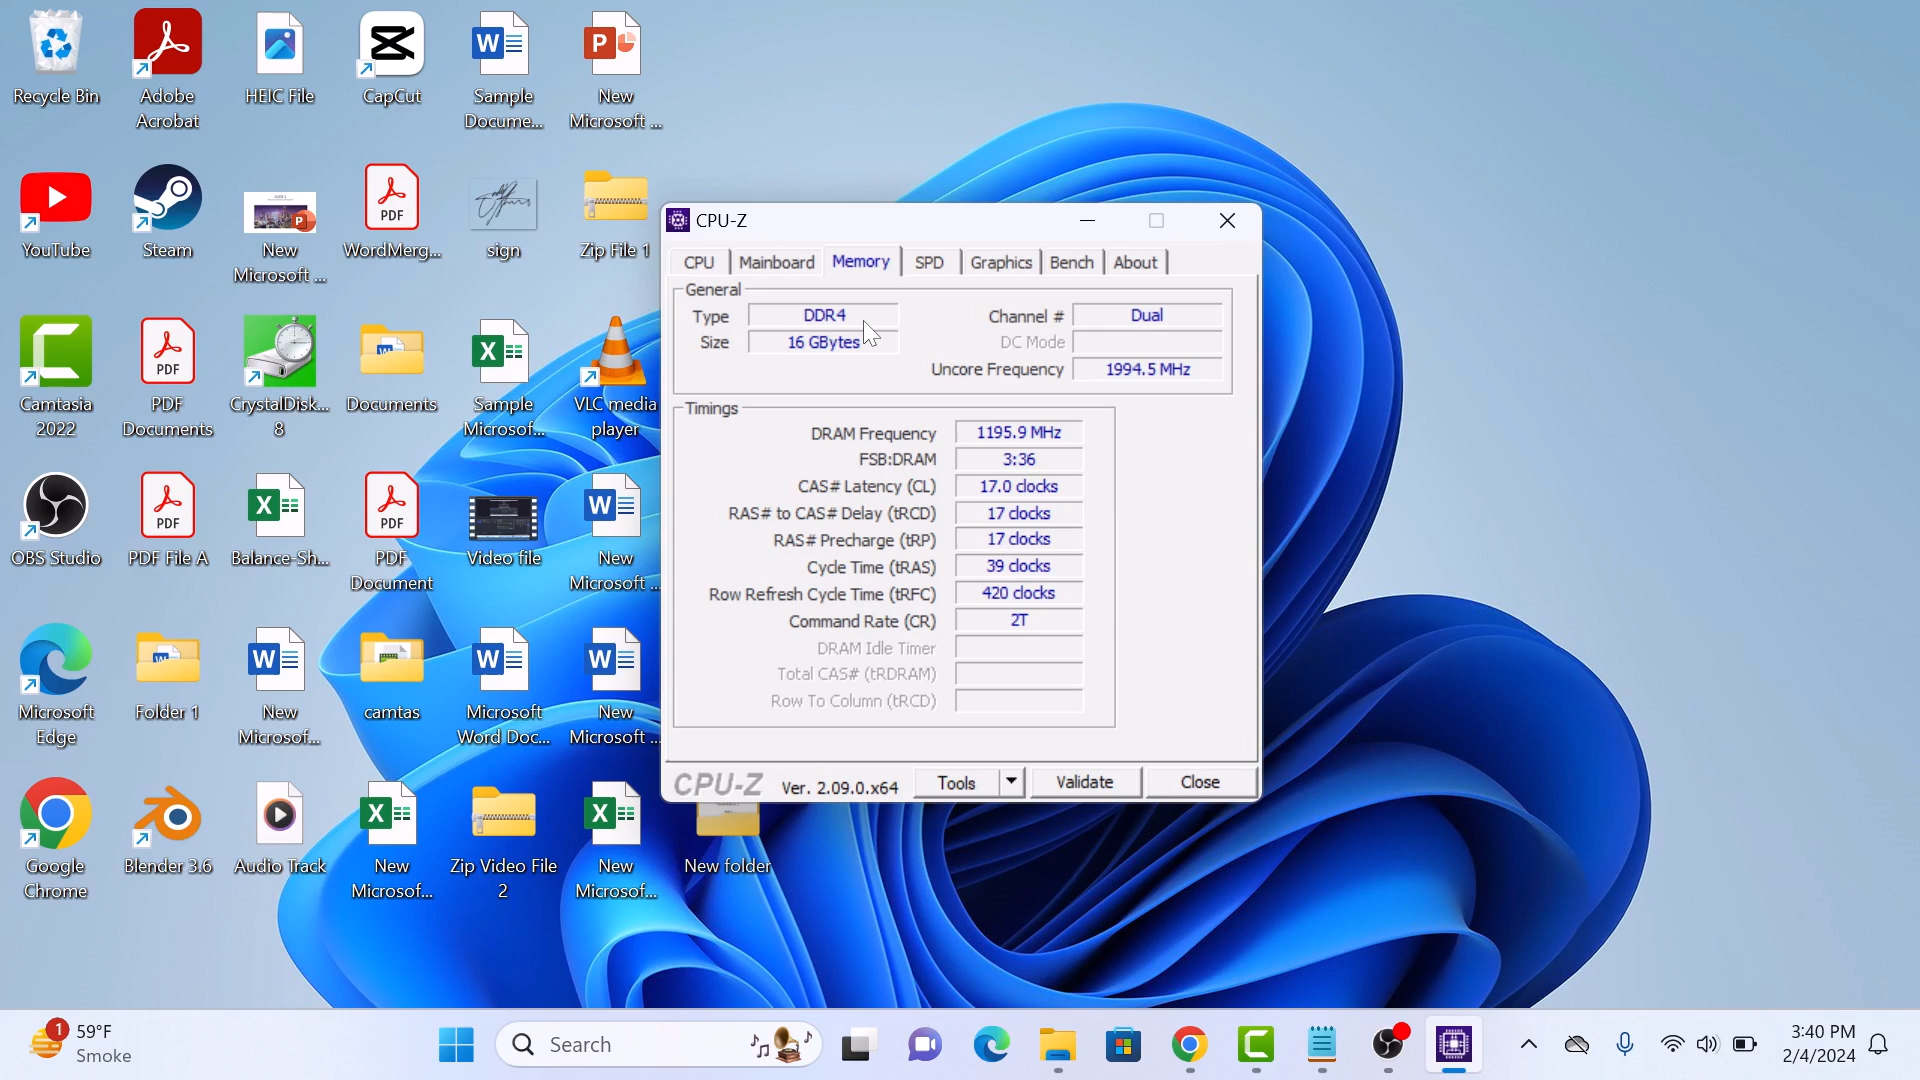 Recycle Bin
Adobe
Acrobat
HEIC File
CapCut
Sample
Docume...
New
Microsoft ...
YouTube
Steam
New
Microsoft ...
PDF
WordMerg...
sign
Zip File 1
Camtasia
2022
PDF
PDF
Documents
CrystalDisk...
8
Documents
Sample
Microsof...
VLC media
player
OBS Studio
PDF
PDF File A
Balance-Sh...
PDF
PDF
Document
Video file
New
Microsoft ...
Microsoft
Edge
Folder 1
New
Microsof...
camtas
Microsoft
Word Doc...
New
Microsoft ...
Google
Chrome
Blender 3.6
Audio Track
New
Microsof...
Zip Video File
2
New
Microsof...
New folder
CPU-Z
CPU Mainboard Memory SPD Graphics Bench About
General
Type DDR4 Channel # Dual
Size 16 GBytes DC Mode
Uncore Frequency 1994.5 MHz
Timings
DRAM Frequency 1195.9 MHz
FSB:DRAM 3:36
CAS# Latency (CL) 17.0 clocks
RAS# to CAS# Delay (tRCD) 17 clocks
RAS# Precharge (tRP) 17 clocks
Cycle Time (tRAS) 39 clocks
Row Refresh Cycle Time (tRFC) 420 clocks
Command Rate (CR) 2T
DRAM Idle Timer
Total CAS# (tRDRAM)
Row To Column (tRCD)
CPU-Z Ver. 2.09.0.x64 Tools Validate Close
1
59°F
Smoke
Search
3:40 PM
2/4/2024